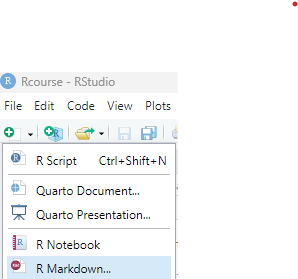 Rcourse - RStudio
File Edit Code View Plots
R Script Ctrl+Shift+N
Quarto Document...
Quarto Presentation...
R Notebook
R Markdown...